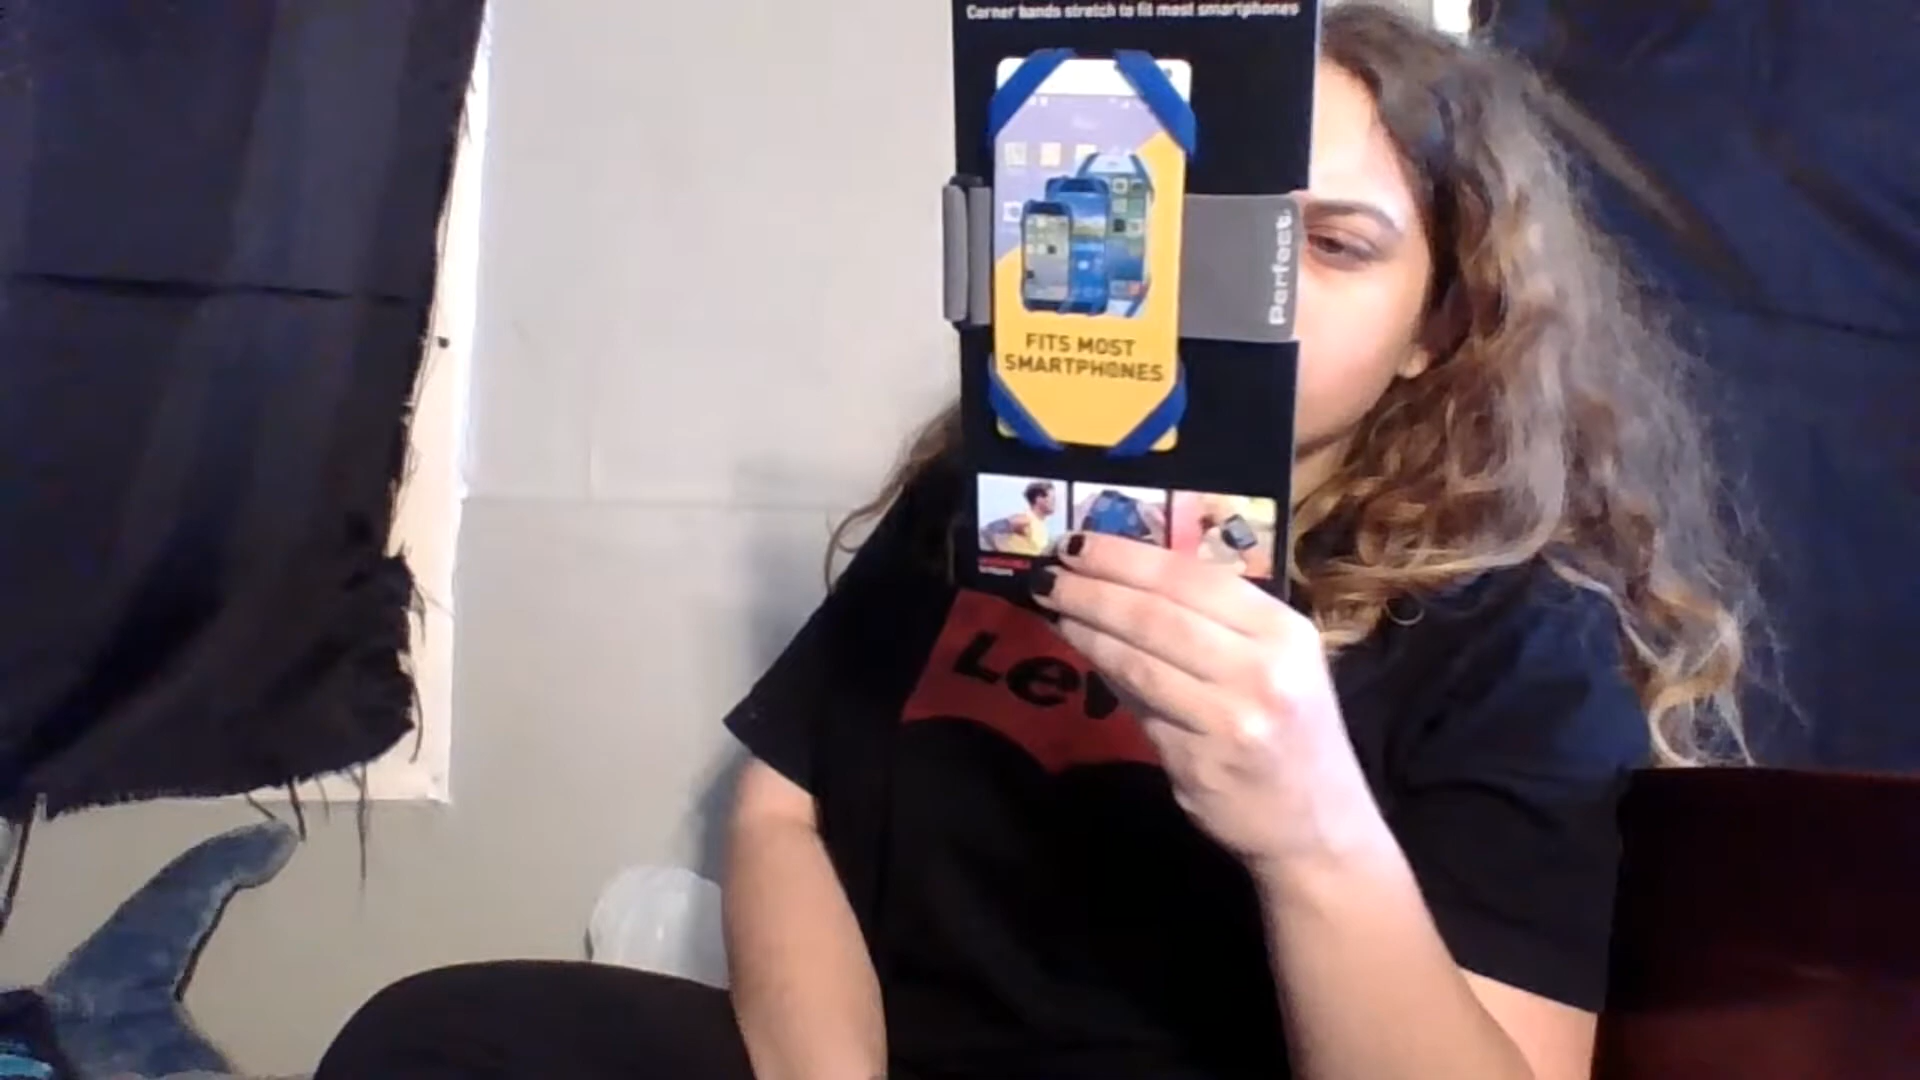 Corner bands stretch to fit most smartphones
Perfect
FITS MOST
SMARTPHONES
Lev